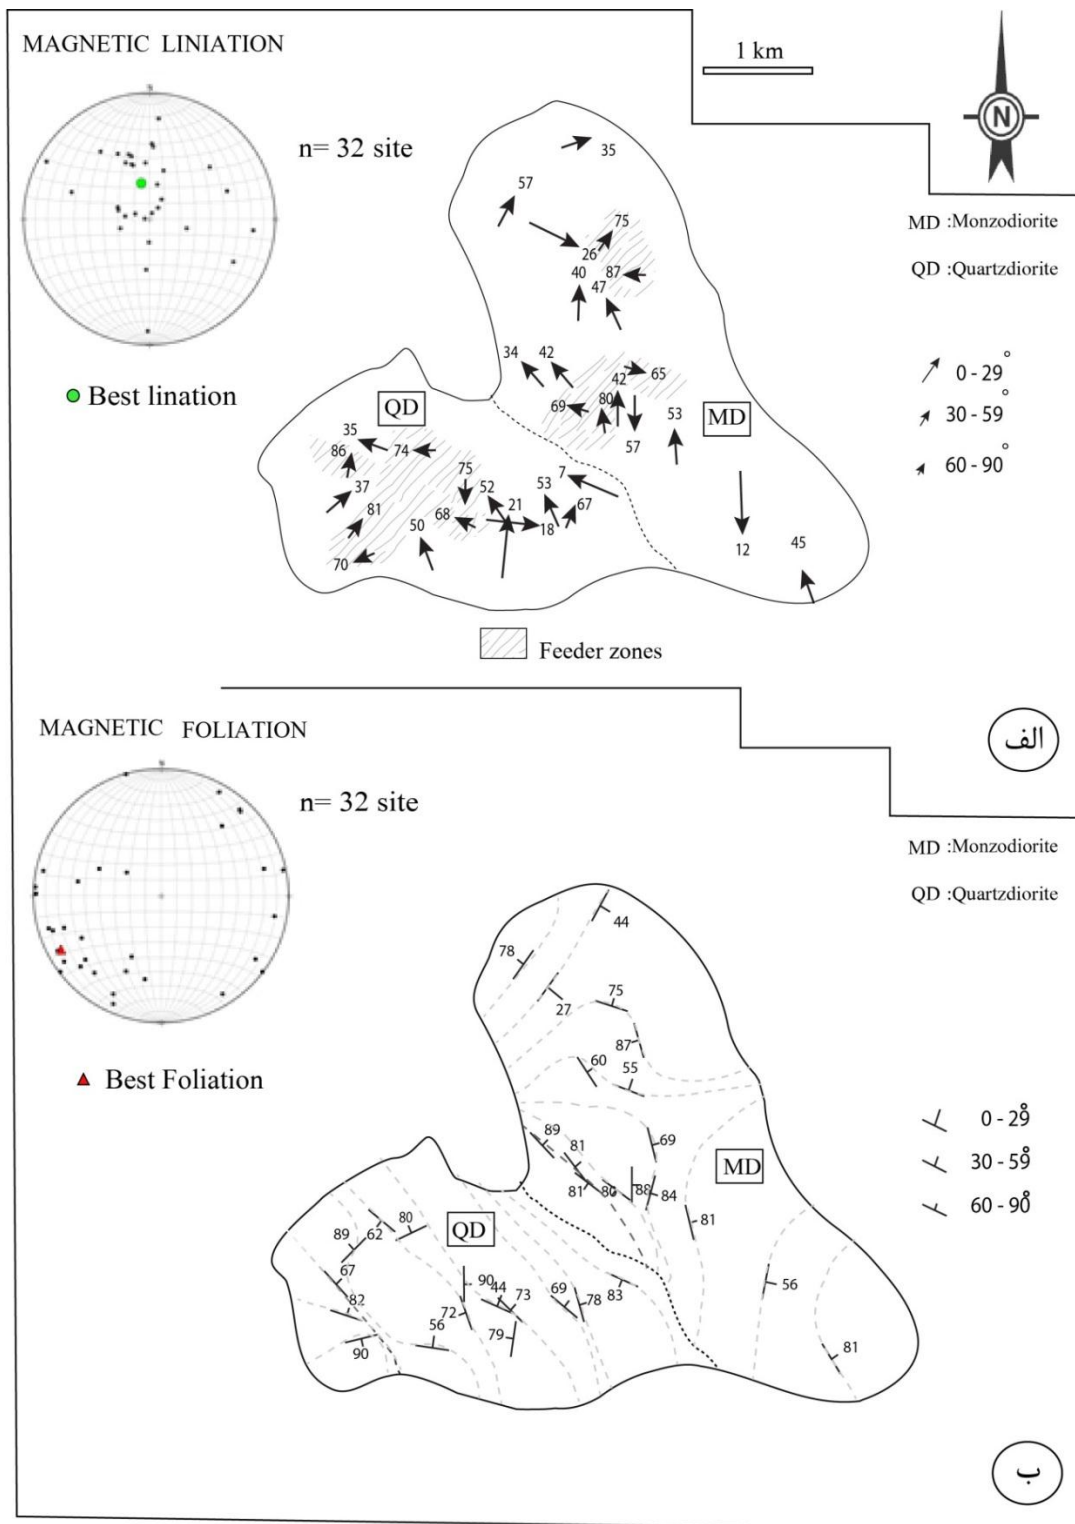 MAGNETIC LINIATION
N
n= 32 site
Best lination
1 km
N
MD :Monzodiorite
QD :Quartzdiorite
0 - 29°
30 - 59°
60 - 90°
35
57
75
26
40
87
47
34
42
42
65
69
80
53
MD
57
QD
35
86
74
75
37
52
53
7
81
21
67
68
50
18
70
12
45
Feeder zones
الف
MAGNETIC FOLIATION
N
n= 32 site
Best Foliation
MD :Monzodiorite
QD :Quartzdiorite
0 - 29°
30 - 59°
60 - 90°
44
78
27
75
87
60
55
89
81
69
MD
81
80
88
84
81
QD
80
89
62
67
90
44
73
69
78
83
56
82
72
56
79
90
81
ب